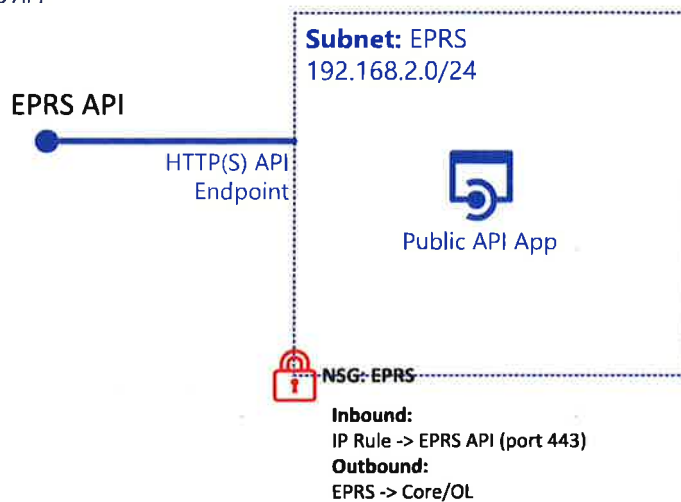 Subnet: EPRS
192.168.2.0/24
EPRS API
HTTP(S) API
Endpoint
Public API App
NSG: EPRS
Inbound:
IP Rule -> EPRS API (port 443)
Outbound:
EPRS -> Core/OL